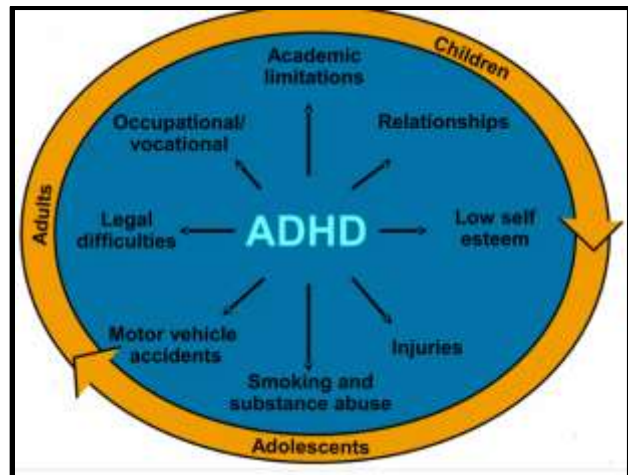 Children
Academic
limitations
Occupational/
vocational
Relationships
Adults
Legal
difficulties
ADHD
Low self
esteem
Motor vehicle
accidents
Injuries
Smoking and
substance abuse
Adolescents